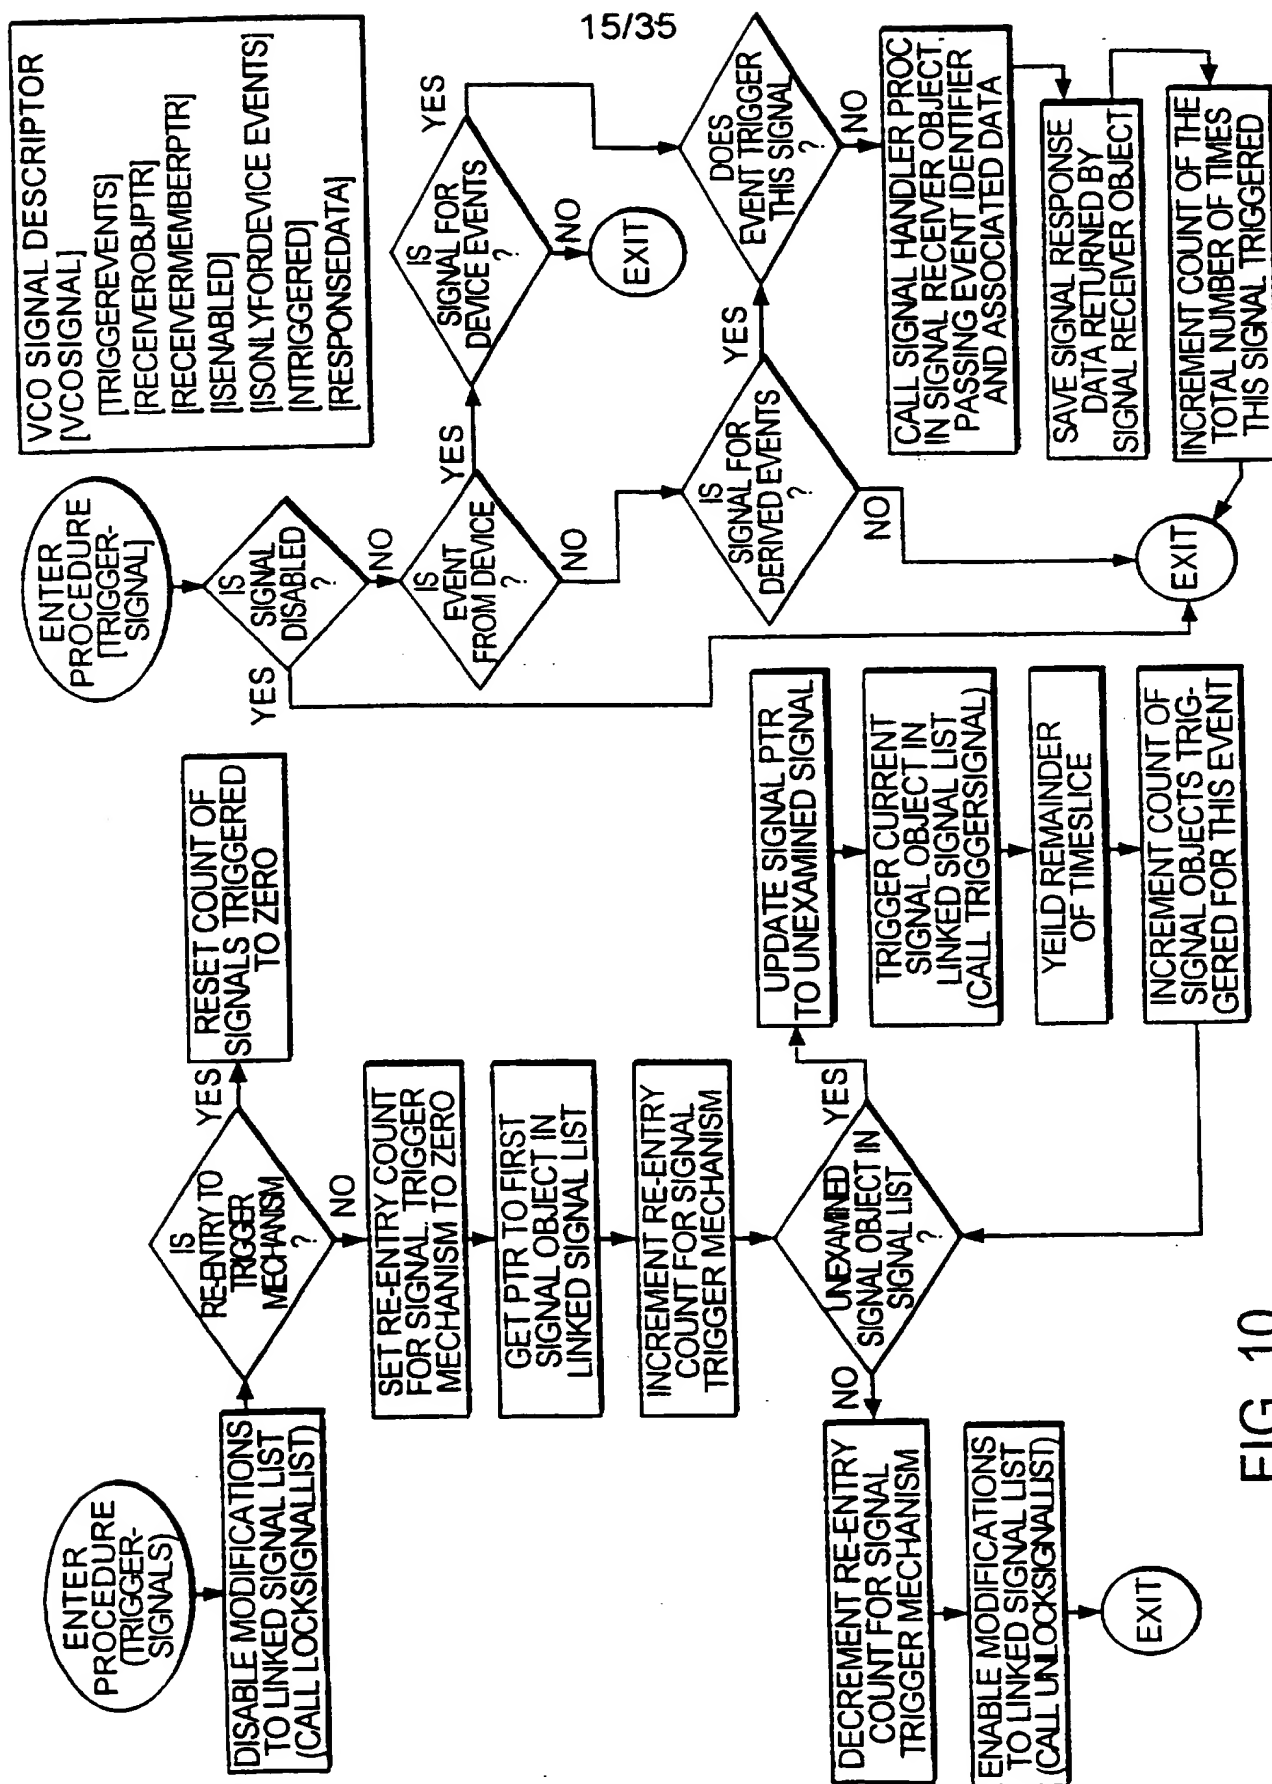 15/35
ENTER
PROCEDURE
(TRIGGER-
SIGNALS)
DISABLE MODIFICATIONS
TO LINKED SIGNAL LIST
(CALL LOCKSIGNALLIST)
IS
RE-ENTRY TO
TRIGGER
MECHANISM
?
YES
RESET COUNT OF
SIGNALS TRIGGERED
TO ZERO
NO
SET RE-ENTRY COUNT
FOR SIGNAL. TRIGGER
MECHANISM TO ZERO
GET PTR TO FIRST
SIGNAL OBJECT IN
LINKED SIGNAL LIST
INCREMENT RE-ENTRY
COUNT FOR SIGNAL
TRIGGER MECHANISM
UNEXAMINED
SIGNAL OBJECT IN
SIGNAL LIST
?
YES
UPDATE SIGNAL PTR
TO UNEXAMINED SIGNAL
TRIGGER CURRENT
SIGNAL OBJECT IN
LINKED SIGNAL LIST
(CALL TRIGGERSIGNAL)
YEILD REMAINDER
OF TIMESLICE
INCREMENT COUNT OF
SIGNAL OBJECTS TRIG-
GERED FOR THIS EVENT
NO
DECREMENT RE-ENTRY
COUNT FOR SIGNAL
TRIGGER MECHANISM
ENABLE MODIFICATIONS
TO LINKED SIGNAL LIST
(CALL UNLOCKSIGNALLIST)
EXIT
ENTER
PROCEDURE
[TRIGGER-
SIGNAL]
IS
SIGNAL
DISABLED
?
YES
NO
IS
EVENT
FROM DEVICE
?
YES
NO
IS
SIGNAL FOR
DEVICE EVENTS
?
YES
NO
EXIT
IS
SIGNAL FOR
DERIVED EVENTS
?
YES
NO
DOES
EVENT TRIGGER
THIS SIGNAL
?
NO
CALL SIGNAL HANDLER PROC
IN SIGNAL RECEIVER OBJECT,
PASSING EVENT IDENTIFIER
AND ASSOCIATED DATA
SAVE SIGNAL RESPONSE
DATA RETURNED BY
SIGNAL RECEIVER OBJECT
INCREMENT COUNT OF THE
TOTAL NUMBER OF TIMES
THIS SIGNAL TRIGGERED
EXIT
VCO SIGNAL DESCRIPTOR
[VCOSIGNAL]
[TRIGGEREVENTS]
[RECEIVEROBJPTR]
[RECEIVERMEMBERPTR]
[ISENABLED]
[ISONLYFORDEVICE EVENTS]
[NTRIGGERED]
[RESPONSEDATA]
FIG. 10